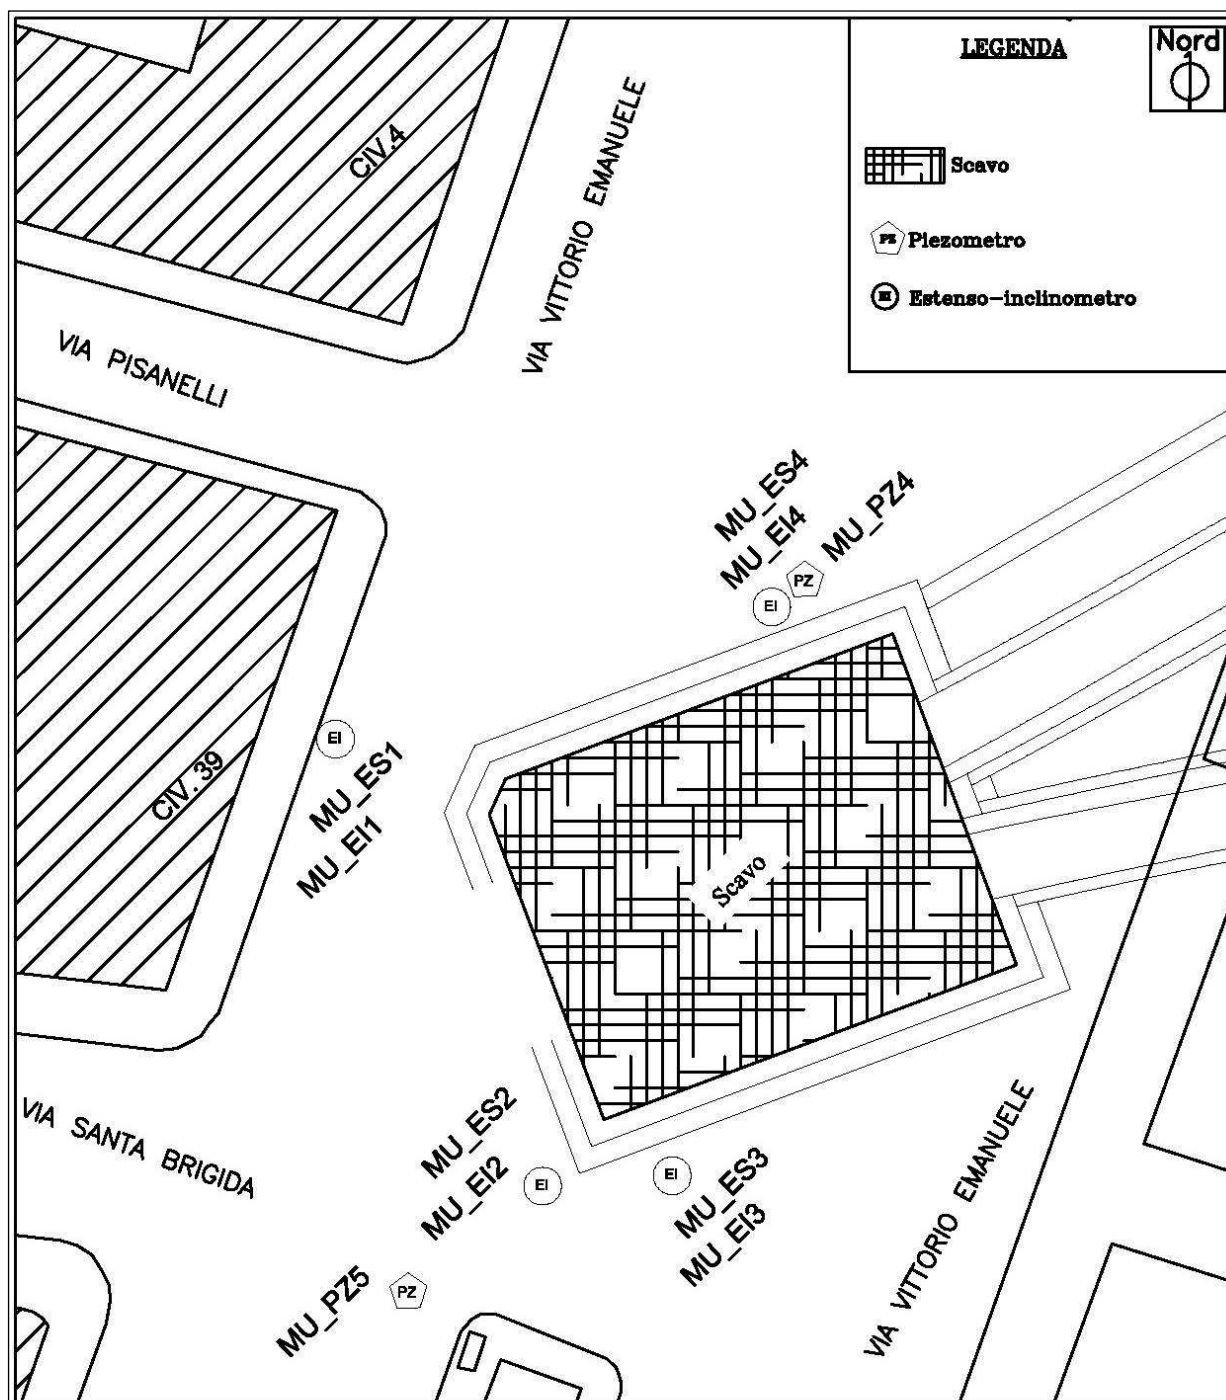 LEGENDA
Nord
Scavo
PZ Piezometro
EI Estenso-inclinometro
CIV.4
VIA VITTORIO EMANUELE
VIA PISANELLI
MU_ES4
MU_EI4
MU_PZ4
PZ
EI
EI
MU_ES1
MU_EI1
CIV. 39
Scavo
VIA SANTA BRIGIDA
MU_ES2
MU_EI2
EI
EI
MU_ES3
MU_EI3
MU_PZ5
PZ
VIA VITTORIO EMANUELE